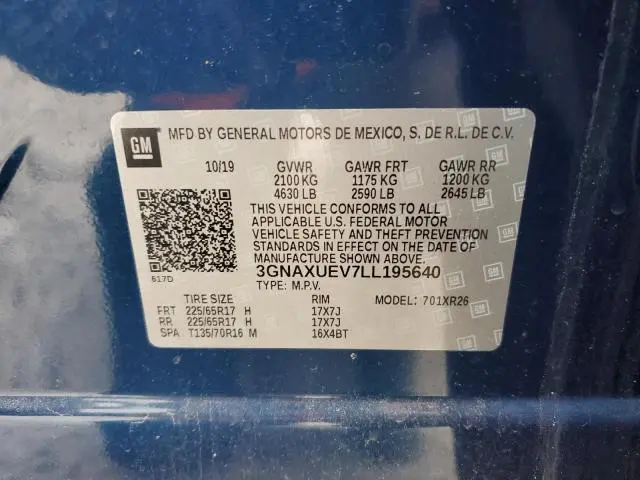 GM MFD BY GENERAL MOTORS DE MEXICO, S. DE R.L. DE C.V.
10/19 GVWR GAWR FRT GAWR RR
2100 KG 1175 KG 1200 KG
4630 LB 2590 LB 2645 LB
THIS VEHICLE CONFORMS TO ALL
APPLICABLE U.S. FEDERAL MOTOR
VEHICLE SAFETY AND THEFT PREVENTION
STANDARDS IN EFFECT ON THE DATE OF
MANUFACTURE SHOWN ABOVE.
3GNAXUEV7LL195640
617D
TYPE: M.P.V.
TIRE SIZE RIM MODEL: 701XR26
FRT 225/65R17 H 17X7J
RR 225/65R17 H 17X7J
SPA T135/70R16 M 16X4BT